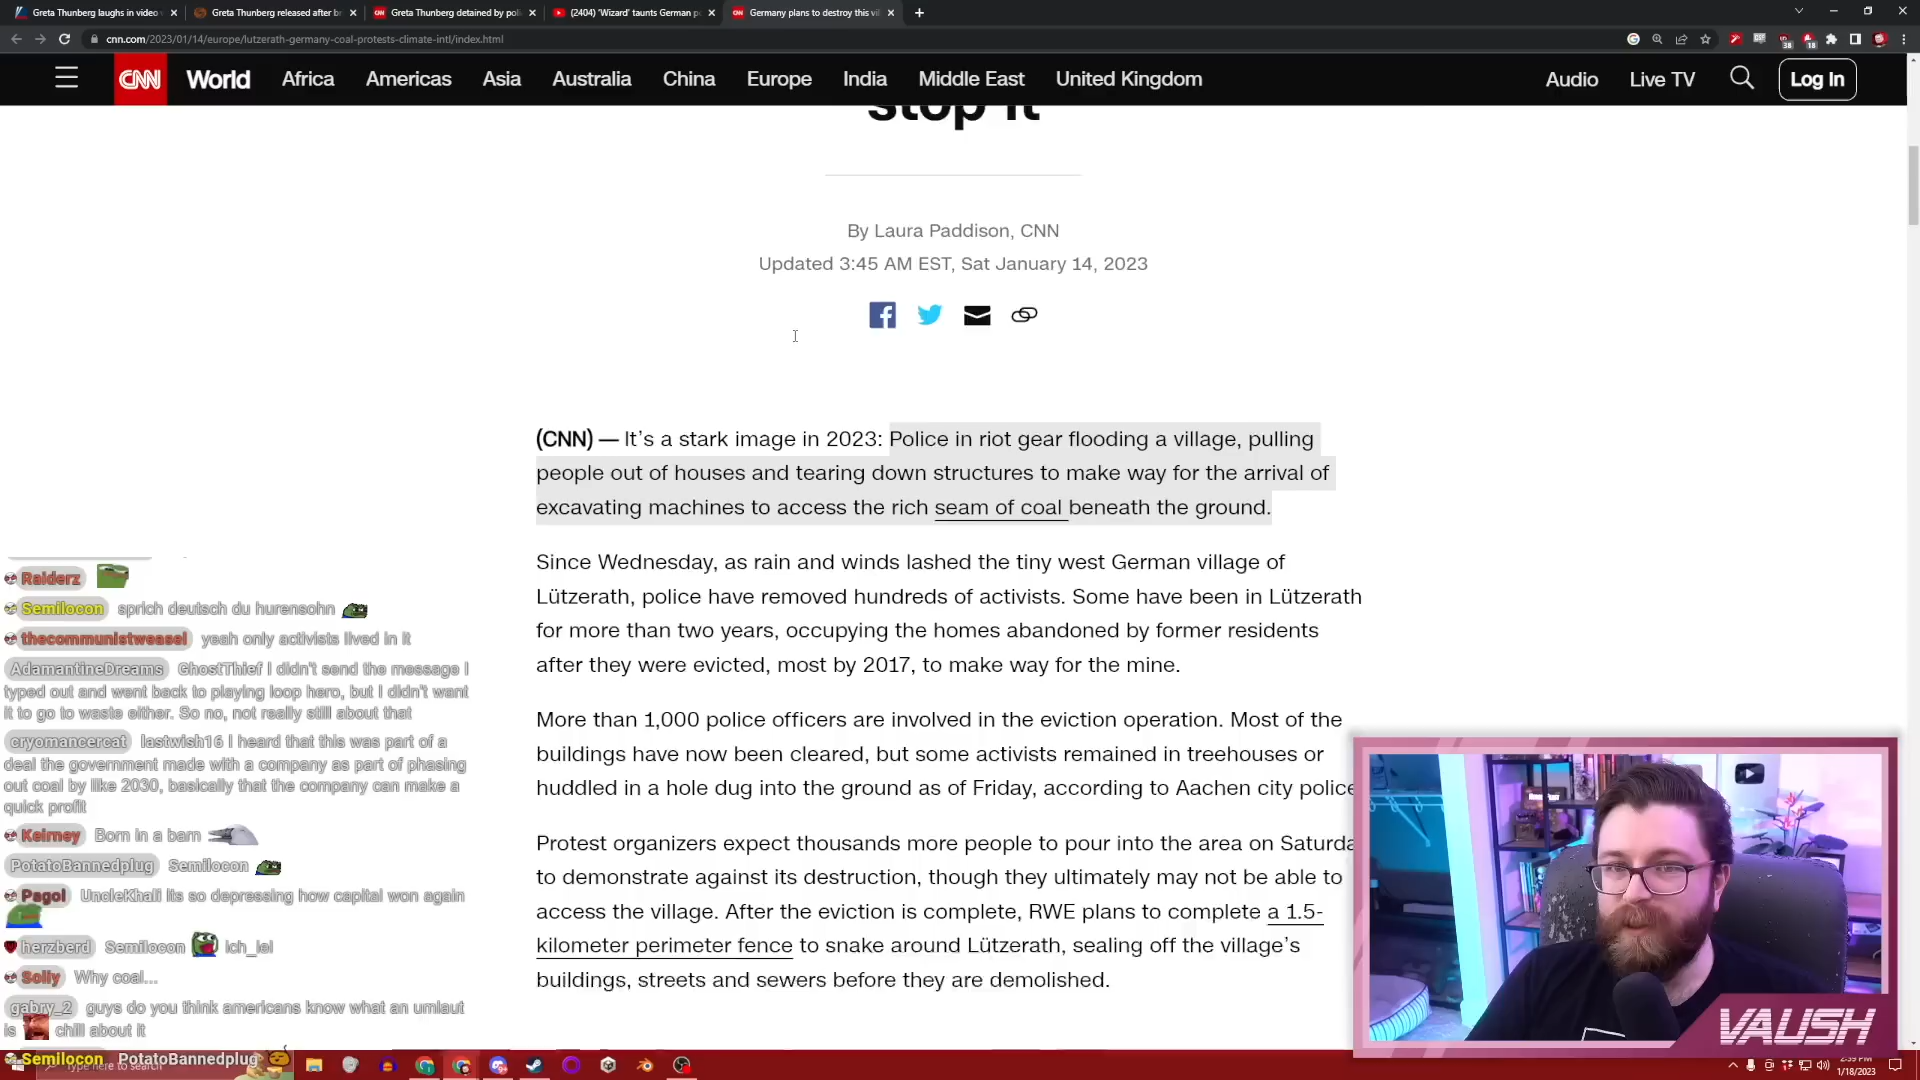 Greta Thunberg laughs in video
Greta Thunberg released after br
Greta Thunberg detained by poli
(2404) 'Wizard' taunts German p
Germany plans to destroy this vil
cnn.com/2023/01/14/europe/lutzerath-germany-coal-protests-climate-intl/index.html
38
18
CNN
World
Africa
Americas
Asia
Australia
China
Europe
India
Middle East
United Kingdom
Audio
Live TV
Log In
stop it
By Laura Paddison, CNN
Updated 3:45 AM EST, Sat January 14, 2023
(CNN) — It's a stark image in 2023: Police in riot gear flooding a village, pulling
people out of houses and tearing down structures to make way for the arrival of
excavating machines to access the rich seam of coal beneath the ground.
Since Wednesday, as rain and winds lashed the tiny west German village of
Lützerath, police have removed hundreds of activists. Some have been in Lützerath
for more than two years, occupying the homes abandoned by former residents
after they were evicted, most by 2017, to make way for the mine.
More than 1,000 police officers are involved in the eviction operation. Most of the
buildings have now been cleared, but some activists remained in treehouses or
huddled in a hole dug into the ground as of Friday, according to Aachen city police
Protest organizers expect thousands more people to pour into the area on Saturda
to demonstrate against its destruction, though they ultimately may not be able to
access the village. After the eviction is complete, RWE plans to complete a 1.5-
kilometer perimeter fence to snake around Lützerath, sealing off the village's
buildings, streets and sewers before they are demolished.
Raiderz
Semilocon sprich deutsch du hurensohn
thecommunistweasel yeah only activists lived in it
AdamantineDreams GhostThief I didn't send the message I
typed out and went back to playing loop hero, but I didn't want
it to go to waste either. So no, not really still about that
cryomancercat lastwish16 I heard that this was part of a
deal the government made with a company as part of phasing
out coal by like 2030, basically that the company can make a
quick profit
Keirney Born in a barn
PotatoBannedplug Semilocon
Pagol UncleKhali its so depressing how capital won again
herzberd Semilocon ich_iel
Solly Why coal...
gabry_2 guys do you think americans know what an umlaut
is chill about it
Semilocon PotatoBannedplug
Type here to search
VAUSH
2:59 PM
1/18/2023